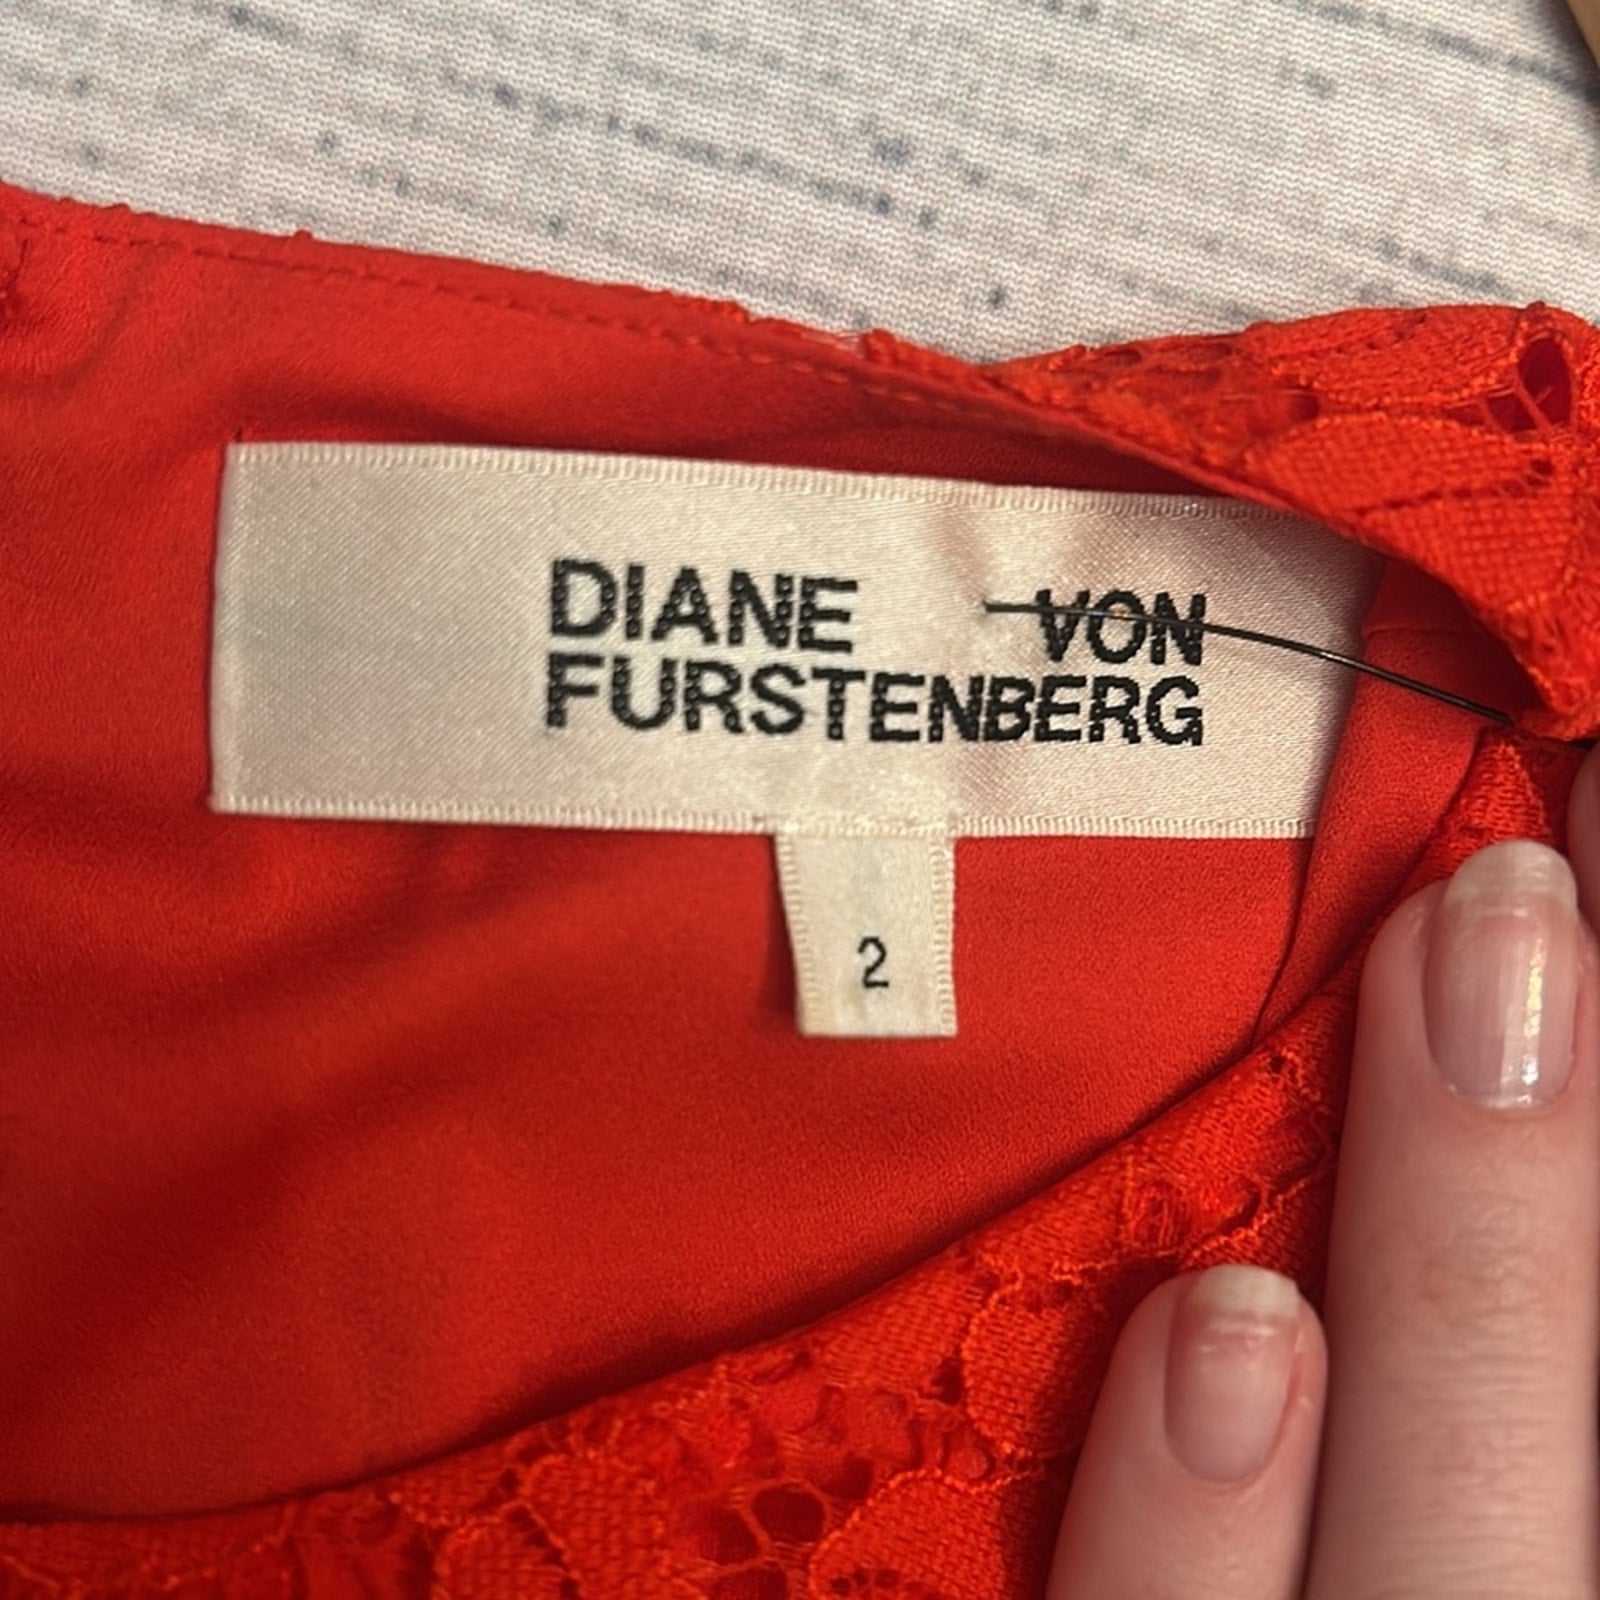 DIANE VON
FURSTENBERG
2